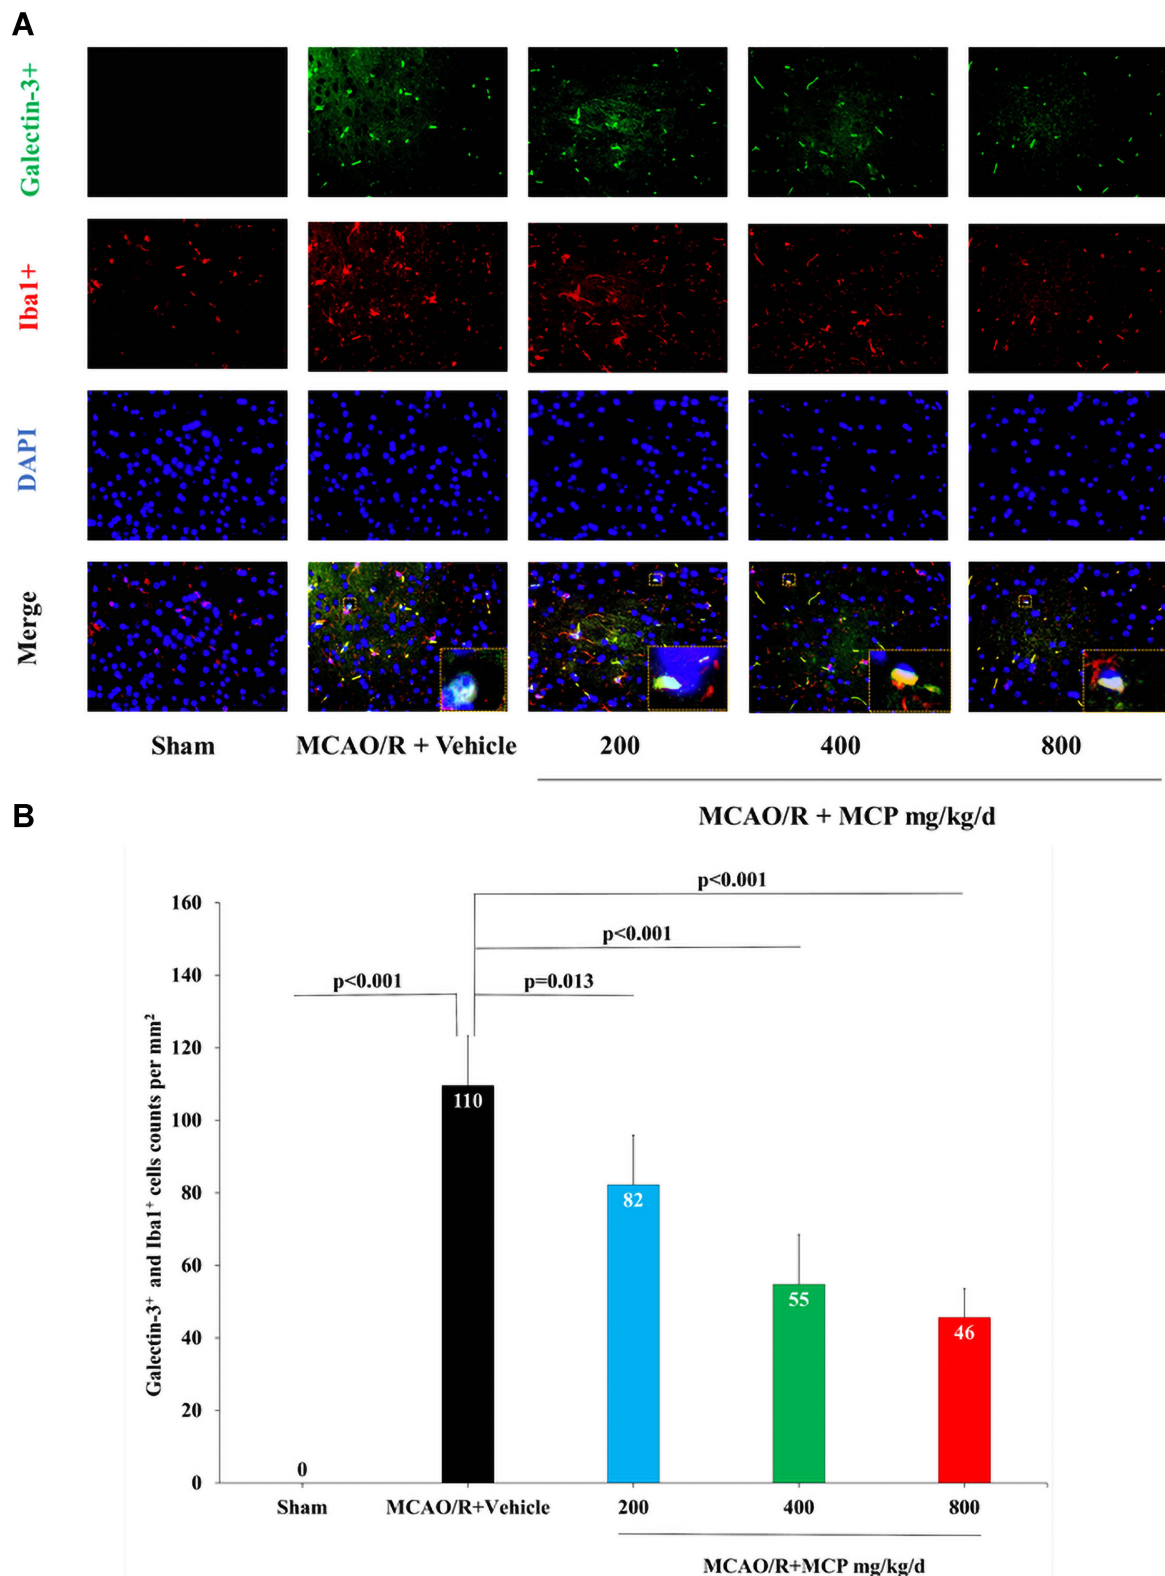 A
Galectin-3+
Iba1+
DAPI
Merge
Sham
MCAO/R + Vehicle
200
400
800
MCAO/R + MCP mg/kg/d
B
Galectin-3⁺ and Iba1⁺ cells counts per mm²
160
140
120
100
80
60
40
20
0
p<0.001
p<0.001
p<0.001
p=0.013
0
110
82
55
46
Sham
MCAO/R+Vehicle
200
400
800
MCAO/R+MCP mg/kg/d